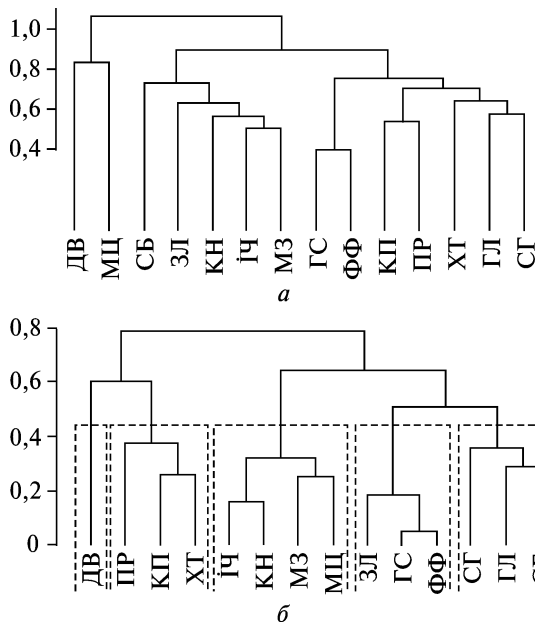 1,0
0,8
0,6
0,4
ДВ МЦ СБ ЗЛ КН іЧ МЗ ГС ФФ КП ПР ХТ ГЛ СГ
а
0,8
0,6
0,4
0,2
0
ДВ ПР КП ХТ іЧ КН МЗ МЦ ЗЛ ГС ФФ СГ ГЛ
б